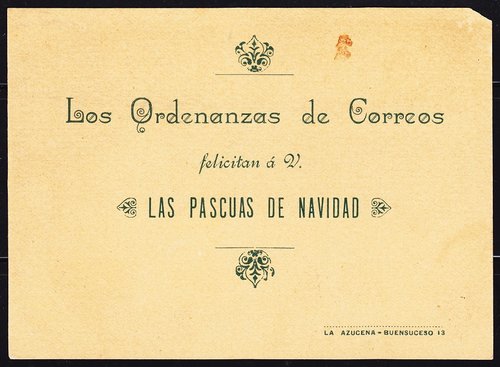 Los Ordenanzas de Correos
felicitan á V.
LAS PASCUAS DE NAVIDAD
LA AZUCENA - BUENSUCESO 13